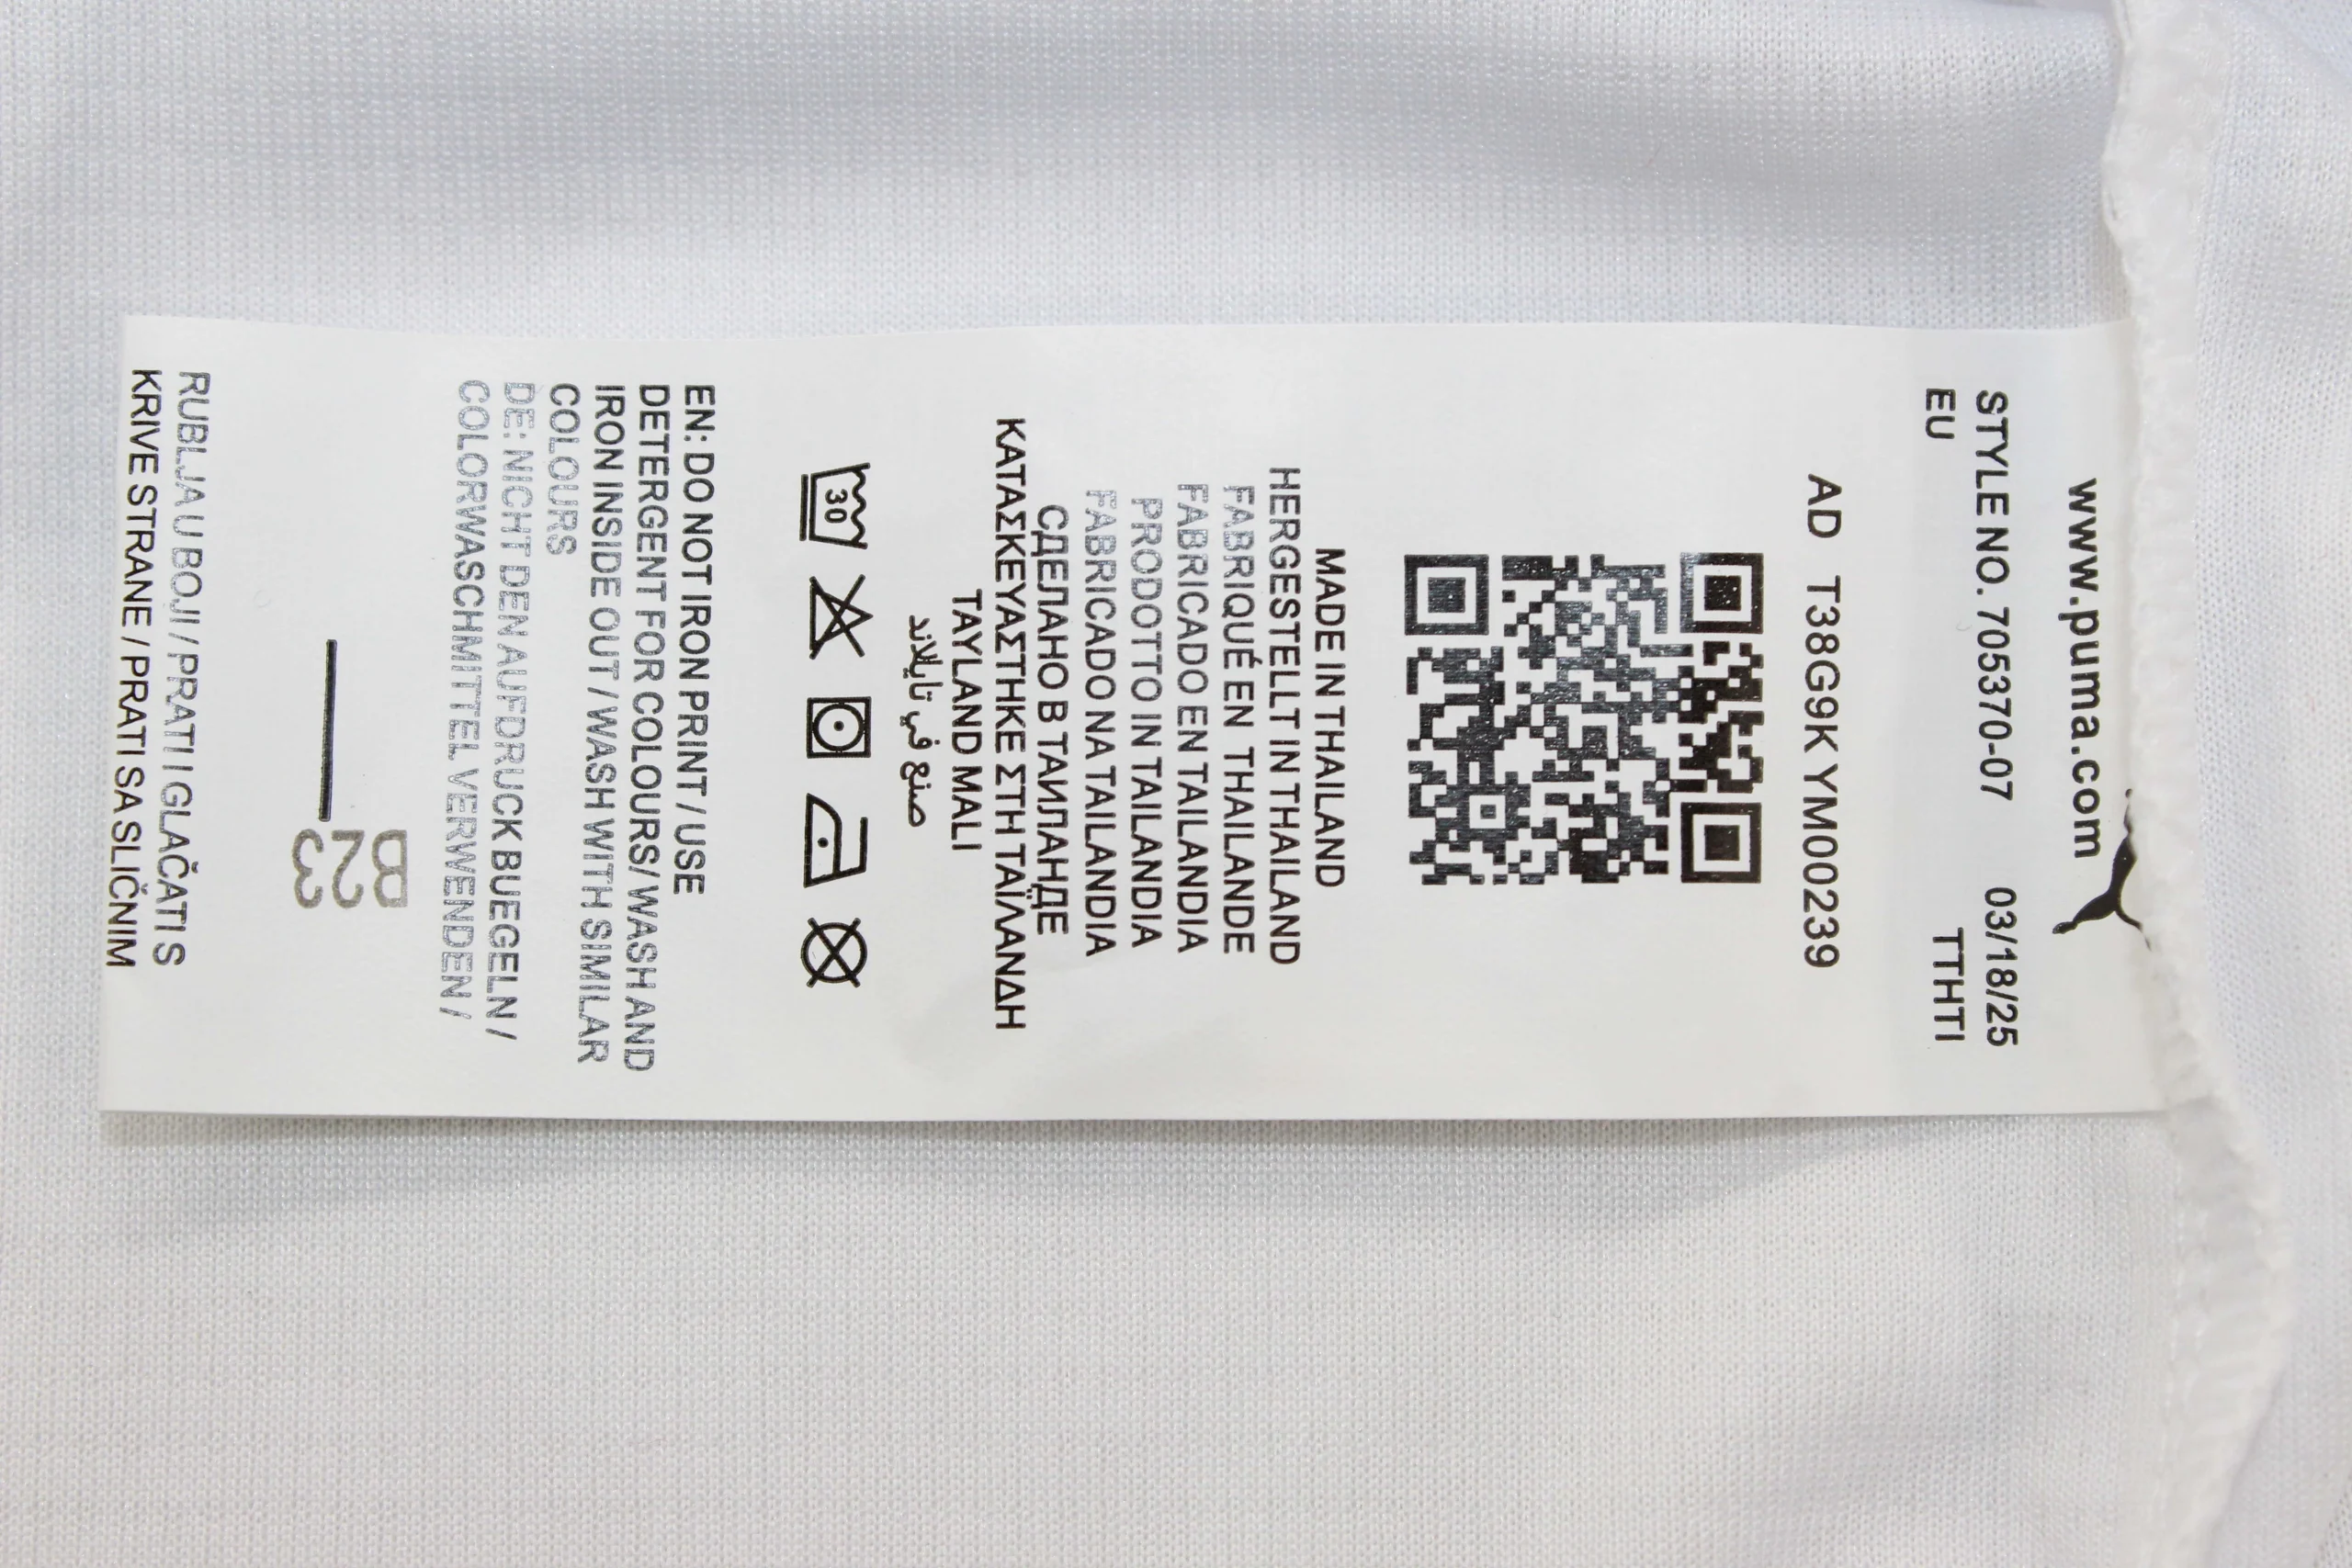 www.puma.com
STYLE NO. 705370-07 03/18/25
EU TTHTI
AD T38G9K YM00239
MADE IN THAILAND
HERGESTELLT IN THAILAND
FABRIQUÉ EN THAILANDE
FABRICADO EN TAILANDIA
PRODOTTO IN TAILANDIA
FABRICADO NA TAILANDIA
СДЕЛАНО В ТАИЛАНДЕ
ΚΑΤΑΣΚΕΥΑΣΤΗΚΕ ΣΤΗ ΤΑΪΛΑΝΔΗ
TAYLAND MALI
صنع في تايلاند
30
EN: DO NOT IRON PRINT / USE
DETERGENT FOR COLOURS/ WASH AND
IRON INSIDE OUT / WASH WITH SIMILAR
COLOURS
DE: NICHT DEN AUFDRUCK BUEGELN /
COLORWASCHMITTEL VERWENDEN /
B23
RUBLJA U BOJI / PRATI I GLAČATI S
KRIVE STRANE / PRATI SA SLIČNIM